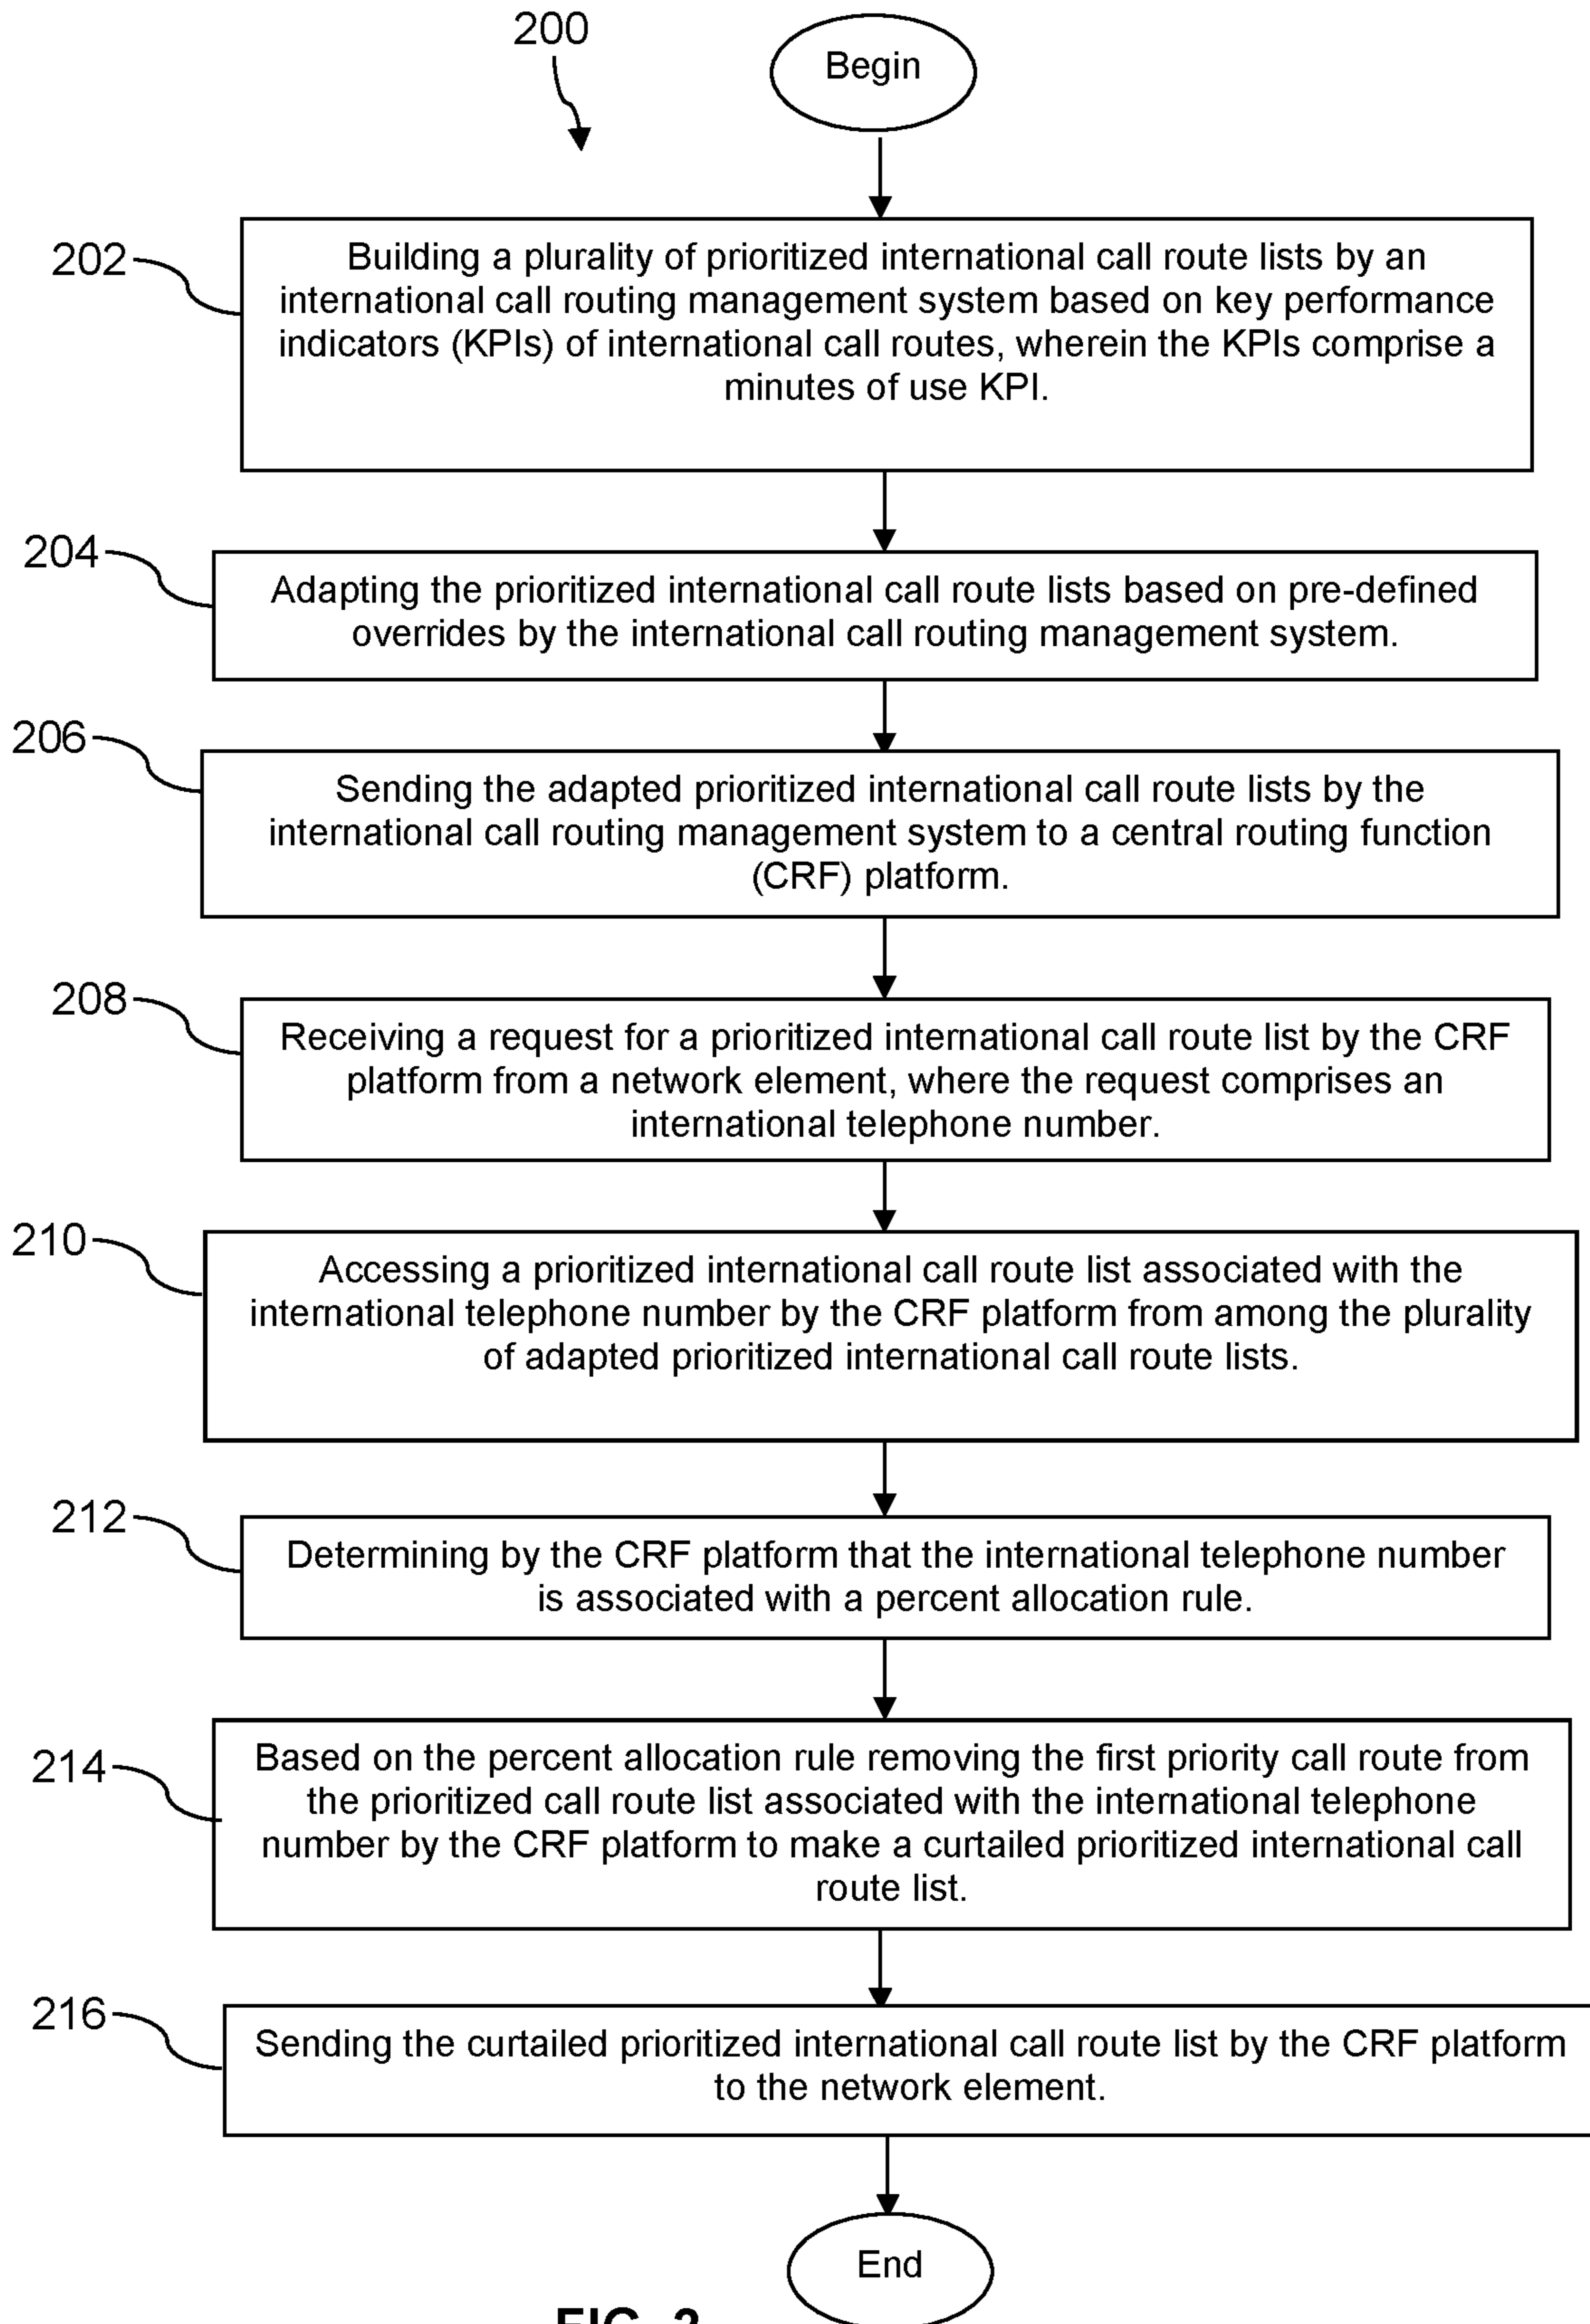 200
Begin
202
Building a plurality of prioritized international call route lists by an
international call routing management system based on key performance
indicators (KPIs) of international call routes, wherein the KPIs comprise a
minutes of use KPI.
204
Adapting the prioritized international call route lists based on pre-defined
overrides by the international call routing management system.
206
Sending the adapted prioritized international call route lists by the
international call routing management system to a central routing function
(CRF) platform.
208
Receiving a request for a prioritized international call route list by the CRF
platform from a network element, where the request comprises an
international telephone number.
210
Accessing a prioritized international call route list associated with the
international telephone number by the CRF platform from among the plurality
of adapted prioritized international call route lists.
212
Determining by the CRF platform that the international telephone number
is associated with a percent allocation rule.
214
Based on the percent allocation rule removing the first priority call route from
the prioritized call route list associated with the international telephone
number by the CRF platform to make a curtailed prioritized international call
route list.
216
Sending the curtailed prioritized international call route list by the CRF platform
to the network element.
End
FIG.